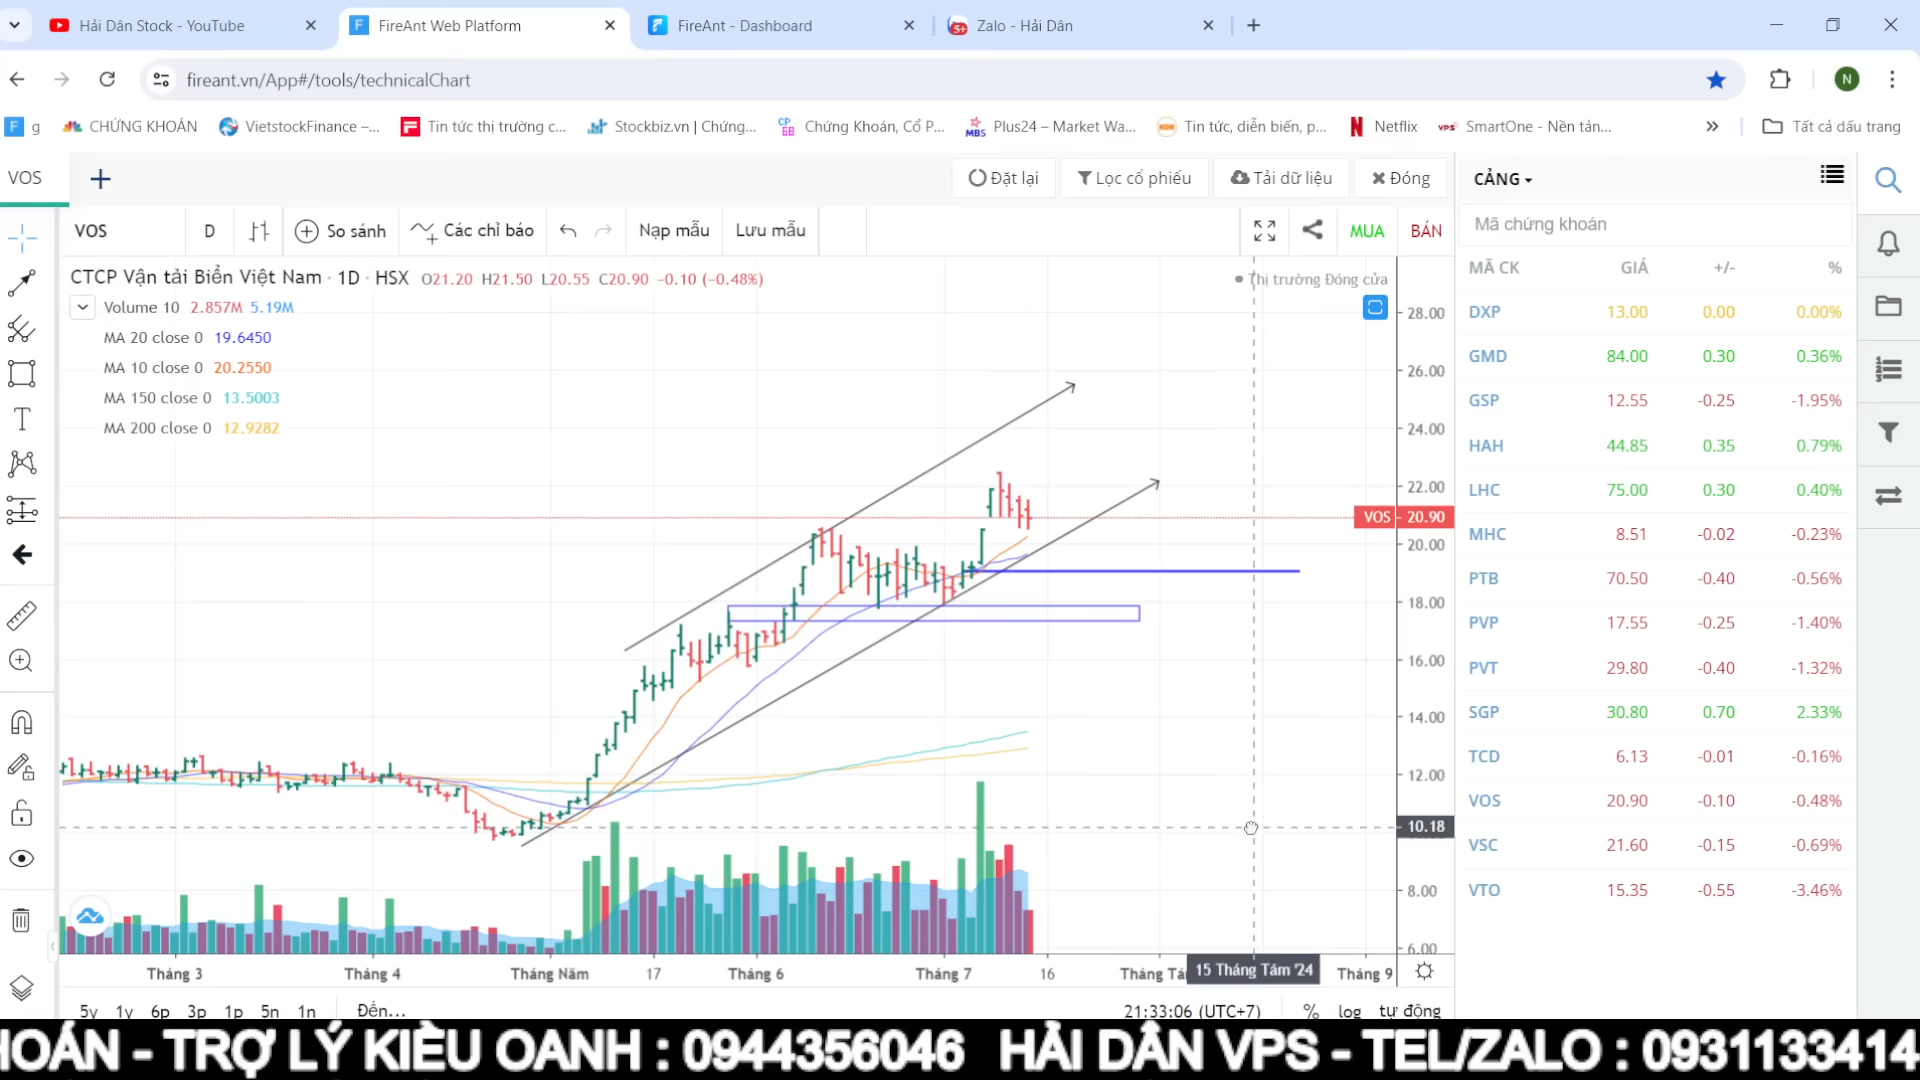 Hải Dân Stock - YouTube
FireAnt Web Platform
FireAnt - Dashboard
Zalo - Hải Dân
fireant.vn/App#/tools/technicalChart
N
g
CHỨNG KHOÁN
VietstockFinance –...
Tin tức thị trường c...
Stockbiz.vn | Chứng...
Chứng Khoán, Cổ P...
Plus24 – Market Wa...
Tin tức, diễn biến, p...
Netflix
SmartOne - Nền tản...
Tất cả dấu trang
VOS
Đặt lại
Lọc cổ phiếu
Tải dữ liệu
Đóng
VOS
D
So sánh
Các chỉ báo
Nạp mẫu
Lưu mẫu
MUA
BÁN
CTCP Vận tải Biển Việt Nam · 1D · HSX O21.20 H21.50 L20.55 C20.90 −0.10 (−0.48%)
Thị trường Đóng cửa
Volume 10 2.857M 5.19M
MA 20 close 0 19.6450
MA 10 close 0 20.2550
MA 150 close 0 13.5003
MA 200 close 0 12.9282
28.00
26.00
24.00
22.00
VOS 20.90
20.00
18.00
16.00
14.00
12.00
10.18
8.00
6.00
Tháng 3
Tháng 4
Tháng Năm
17
Tháng 6
Tháng 7
16
Tháng Tá
15 Tháng Tám '24
Tháng 9
5y 1y 6p 3p 1p 5n 1n Đến...
21:33:06 (UTC+7) % log tự động
CẢNG
Mã chứng khoán
MÃ CK GIÁ +/- %
DXP 13.00 0.00 0.00%
GMD 84.00 0.30 0.36%
GSP 12.55 -0.25 -1.95%
HAH 44.85 0.35 0.79%
LHC 75.00 0.30 0.40%
MHC 8.51 -0.02 -0.23%
PTB 70.50 -0.40 -0.56%
PVP 17.55 -0.25 -1.40%
PVT 29.80 -0.40 -1.32%
SGP 30.80 0.70 2.33%
TCD 6.13 -0.01 -0.16%
VOS 20.90 -0.10 -0.48%
VSC 21.60 -0.15 -0.69%
VTO 15.35 -0.55 -3.46%
HOÁN - TRỢ LÝ KIỀU OANH : 0944356046 HẢI DÂN VPS - TEL/ZALO : 0931133414